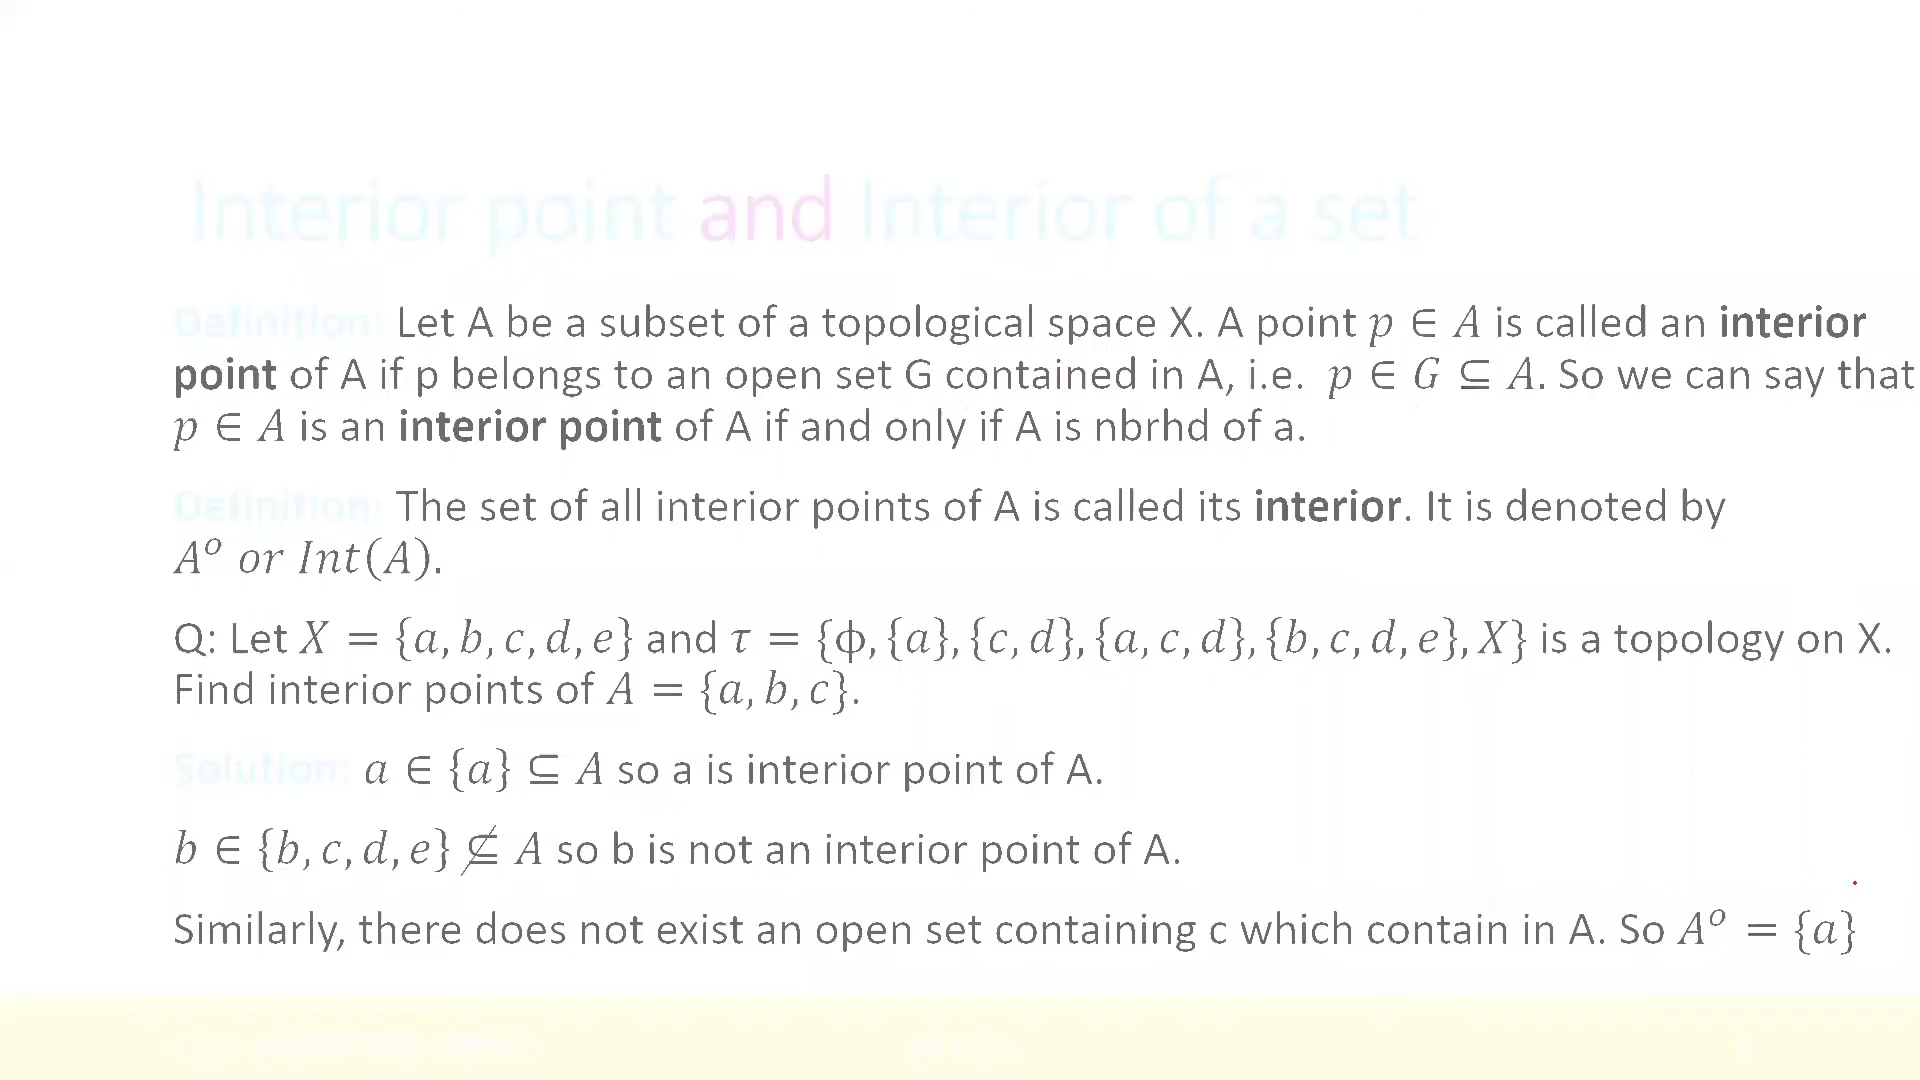 Interior point and Interior of a set
Definition: Let A be a subset of a topological space X. A point p ∈ A is called an interior
point of A if p belongs to an open set G contained in A, i.e. p ∈ G ⊆ A. So we can say that
p ∈ A is an interior point of A if and only if A is nbrhd of a.
Definition: The set of all interior points of A is called its interior. It is denoted by
Aᵒ or Int(A).
Q: Let X = {a, b, c, d, e} and τ = {ϕ, {a}, {c, d}, {a, c, d}, {b, c, d, e}, X} is a topology on X.
Find interior points of A = {a, b, c}.
Solution: a ∈ {a} ⊆ A so a is interior point of A.
b ∈ {b, c, d, e} ⊈ A so b is not an interior point of A.
Similarly, there does not exist an open set containing c which contain in A. So Aᵒ = {a}